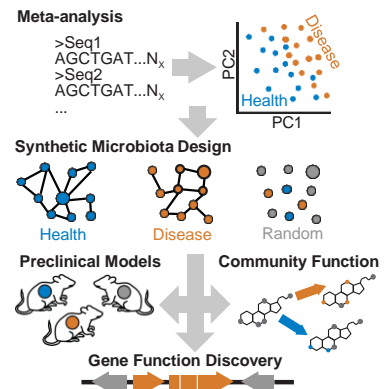 Meta-analysis
>Seq1
AGCTGAT...Nx
>Seq2
AGCTGAT...Nx
...
PC2
Disease
Health
PC1
Synthetic Microbiota Design
Health
Disease
Random
Preclinical Models
Community Function
Gene Function Discovery